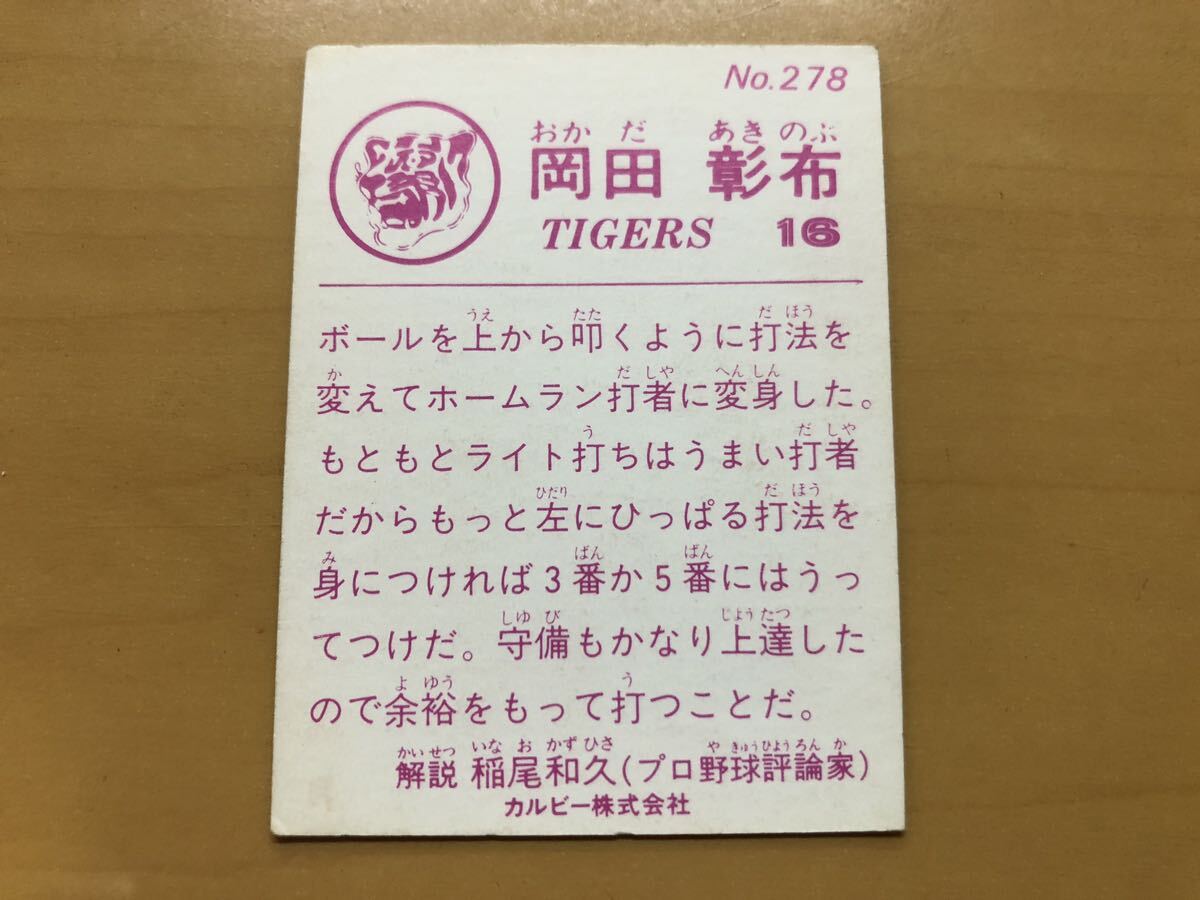 No.278
おかだ あきのぶ
岡田 彰布
TIGERS 16
うえ たた だほう
ボールを上から叩くように打法を
か だしや へんしん
変えてホームラン打者に変身した。
う だしや
もともとライト打ちはうまい打者
ひだり だほう
だからもっと左にひっぱる打法を
み ばん ばん
身につければ3番か5番にはうっ
しゆび じようたつ
てつけだ。守備もかなり上達した
よゆう う
ので余裕をもって打つことだ。
かいせつ いなおかずひさ やきゆうひようろんか
解説 稲尾和久(プロ野球評論家)
カルビー株式会社